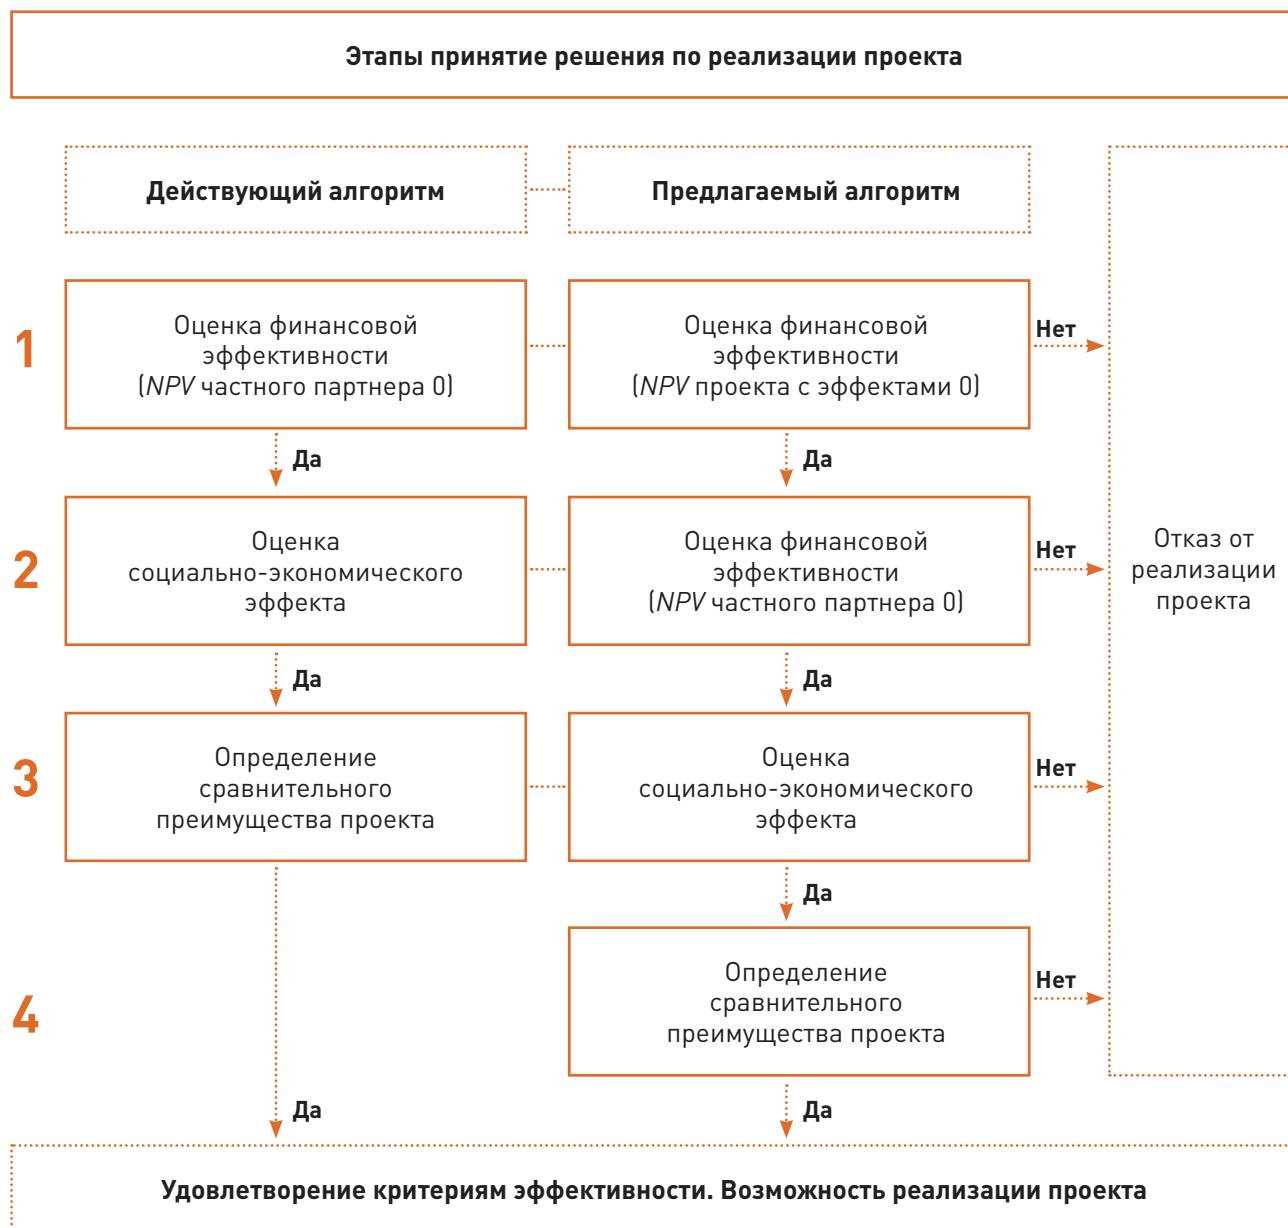 Этапы принятие решения по реализации проекта
Действующий алгоритм
Предлагаемый алгоритм
1
Оценка финансовой
эффективности
(NPV частного партнера 0)
Оценка финансовой
эффективности
(NPV проекта с эффектами 0)
Нет
Да
Да
2
Оценка
социально-экономического
эффекта
Оценка финансовой
эффективности
(NPV частного партнера 0)
Нет
Отказ от
реализации
проекта
Да
Да
3
Определение
сравнительного
преимущества проекта
Оценка
социально-экономического
эффекта
Нет
Да
4
Определение
сравнительного
преимущества проекта
Нет
Да
Да
Удовлетворение критериям эффективности. Возможность реализации проекта